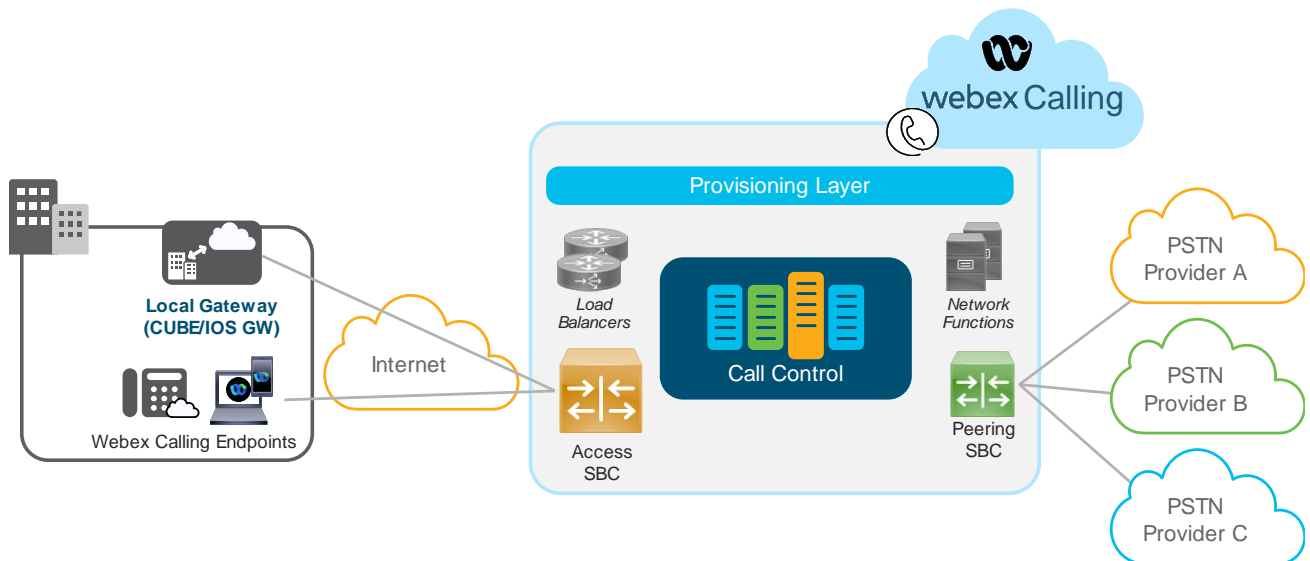 webex Calling
Provisioning Layer
Local Gateway
(CUBE/IOS GW)
Webex Calling Endpoints
Internet
Load
Balancers
Access
SBC
Call Control
Network
Functions
Peering
SBC
PSTN
Provider A
PSTN
Provider B
PSTN
Provider C